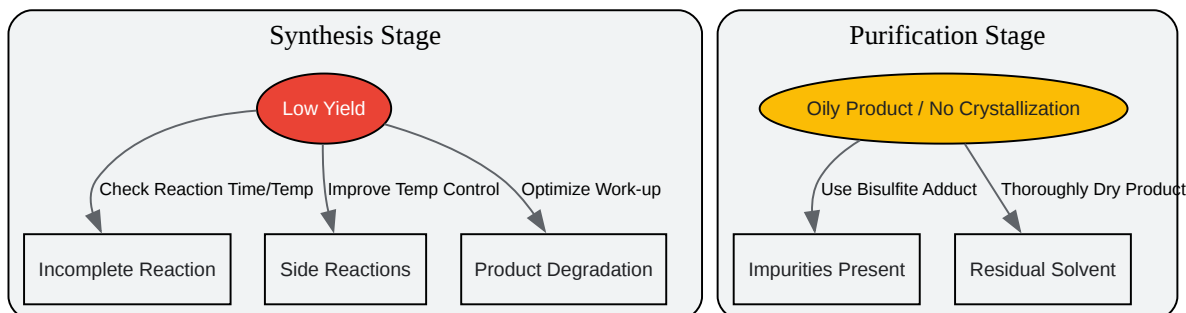 Synthesis Stage
Purification Stage
Low Yield
Oily Product / No Crystallization
Check Reaction Time/Temp
Improve Temp Control
Optimize Work-up
Use Bisulfite Adduct
Thoroughly Dry Product
Incomplete Reaction
Side Reactions
Product Degradation
Impurities Present
Residual Solvent